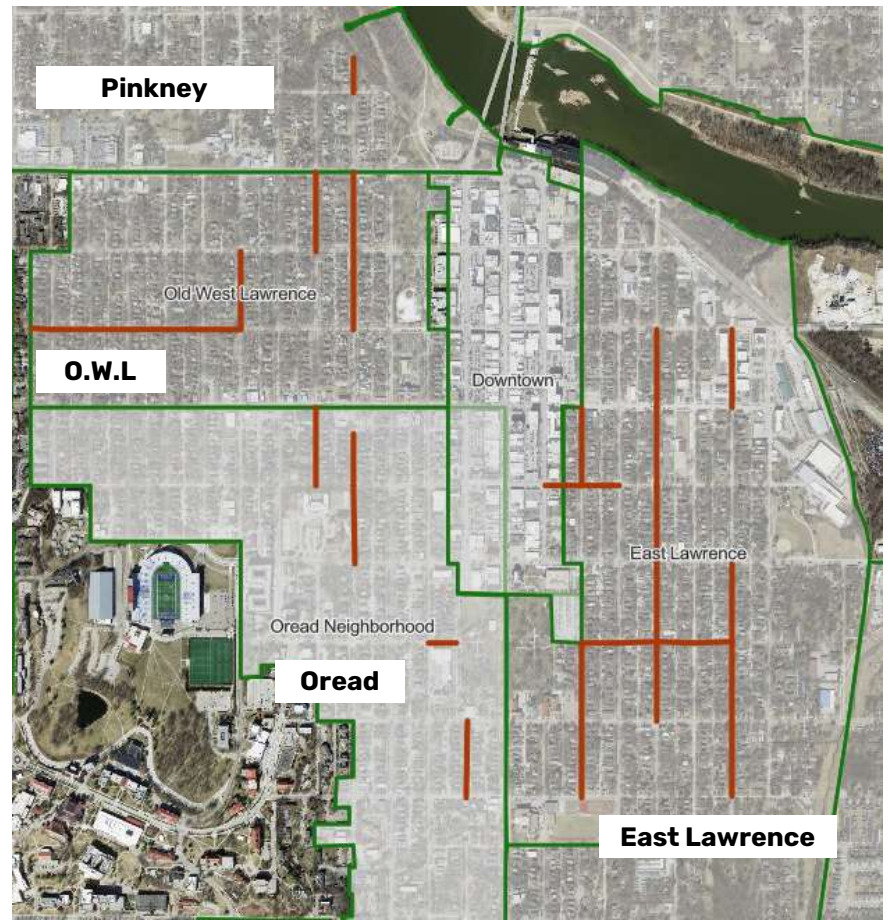 Pinkney
Old West Lawrence
O.W.L
Downtown
East Lawrence
Oread Neighborhood
Oread
East Lawrence